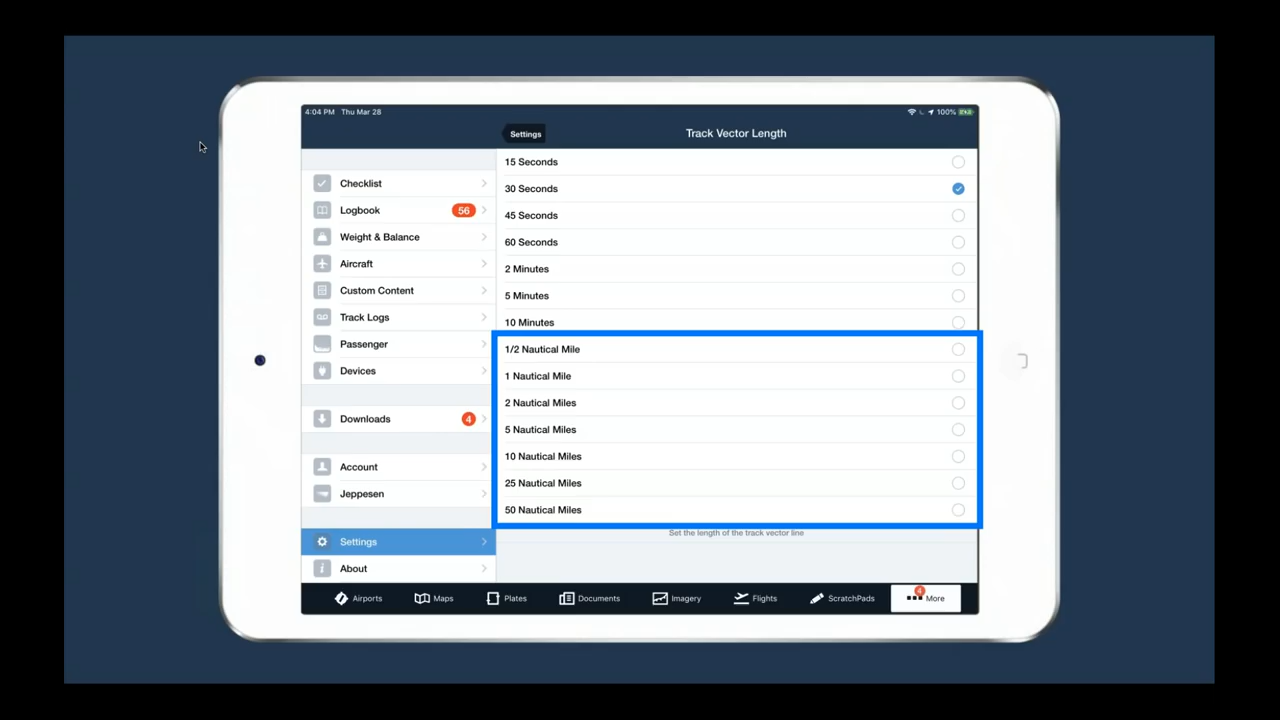 4:04 PM Thu Mar 28
100%
Settings
Track Vector Length
Checklist
Logbook 56
Weight & Balance
Aircraft
Custom Content
Track Logs
Passenger
Devices
Downloads 4
Account
Jeppesen
Settings
About
15 Seconds
30 Seconds
45 Seconds
60 Seconds
2 Minutes
5 Minutes
10 Minutes
1/2 Nautical Mile
1 Nautical Mile
2 Nautical Miles
5 Nautical Miles
10 Nautical Miles
25 Nautical Miles
50 Nautical Miles
Set the length of the track vector line
Airports Maps Plates Documents Imagery Flights ScratchPads 4 More